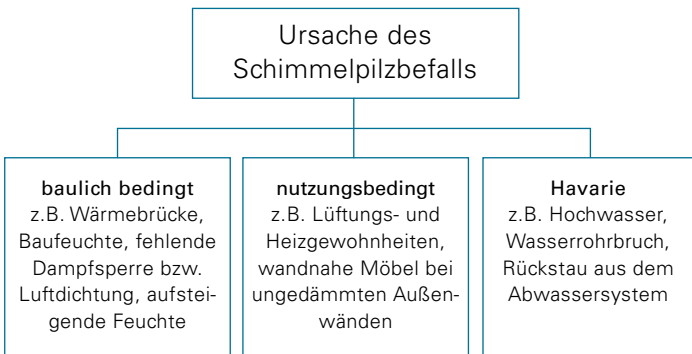 Ursache des
Schimmelpilzbefalls
baulich bedingt
z.B. Wärmebrücke,
Baufeuchte, fehlende
Dampfsperre bzw.
Luftdichtung, aufstei-
gende Feuchte
nutzungsbedingt
z.B. Lüftungs- und
Heizgewohnheiten,
wandnahe Möbel bei
ungedämmten Außen-
wänden
Havarie
z.B. Hochwasser,
Wasserrohrbruch,
Rückstau aus dem
Abwassersystem